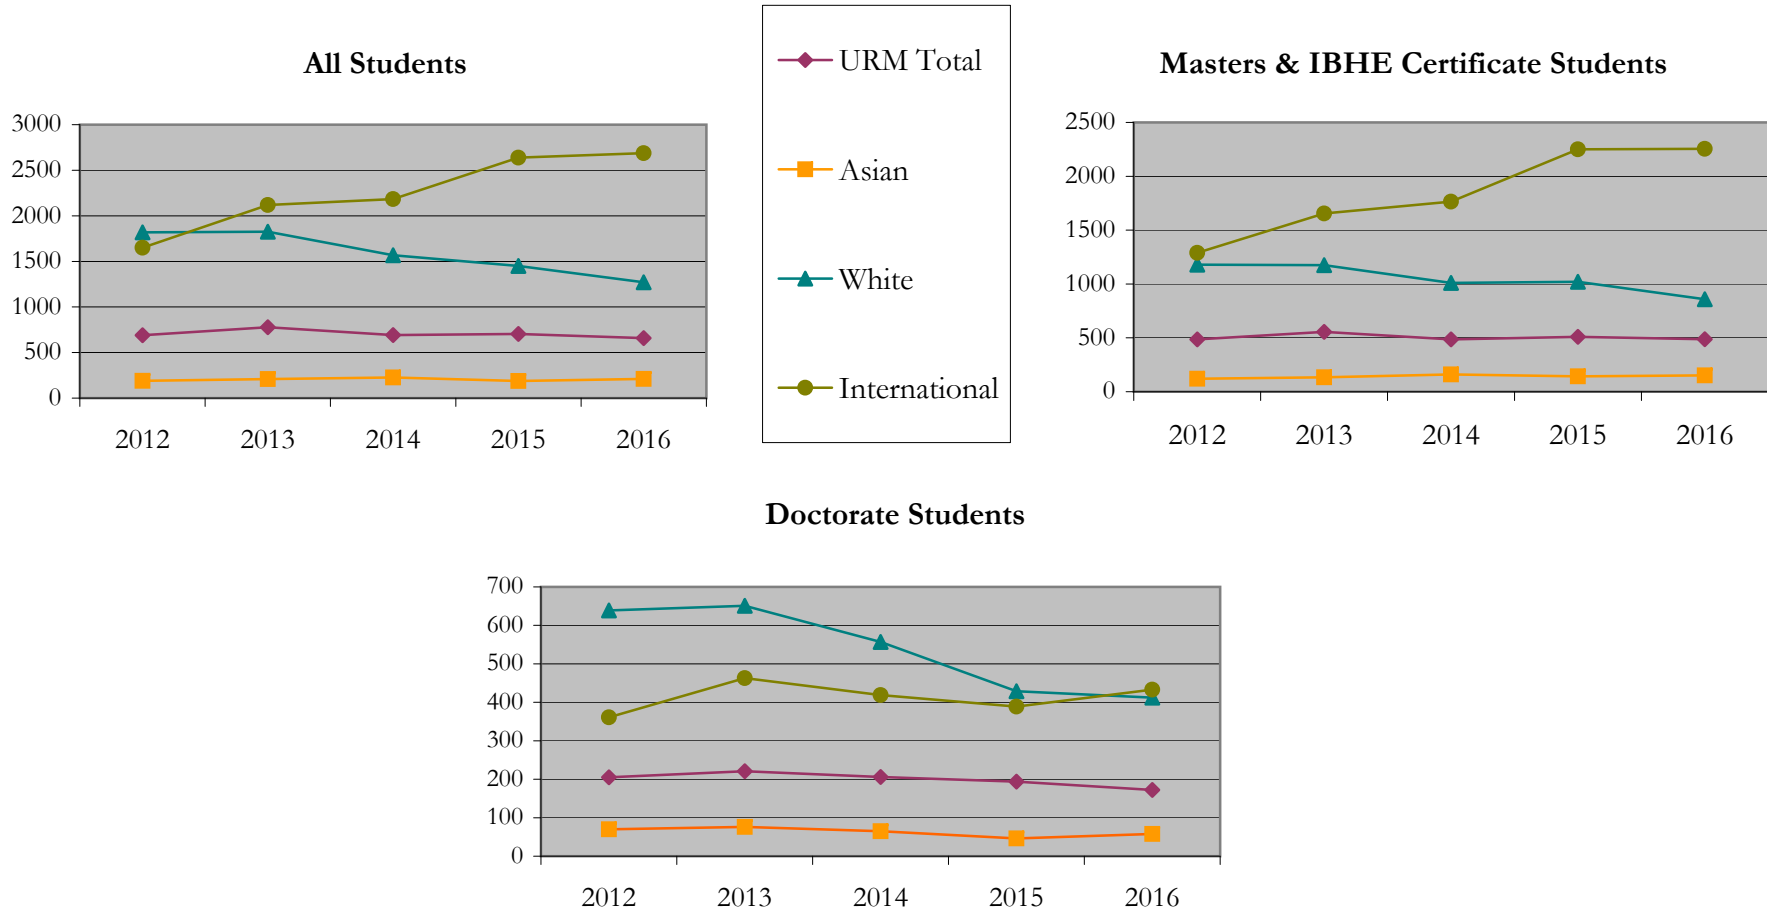 All Students
3000
2500
2000
1500
1000
500
0
2012 2013 2014 2015 2016
URM Total
Asian
White
International
Masters & IBHE Certificate Students
2500
2000
1500
1000
500
0
2012 2013 2014 2015 2016
Doctorate Students
700
600
500
400
300
200
100
0
2012 2013 2014 2015 2016